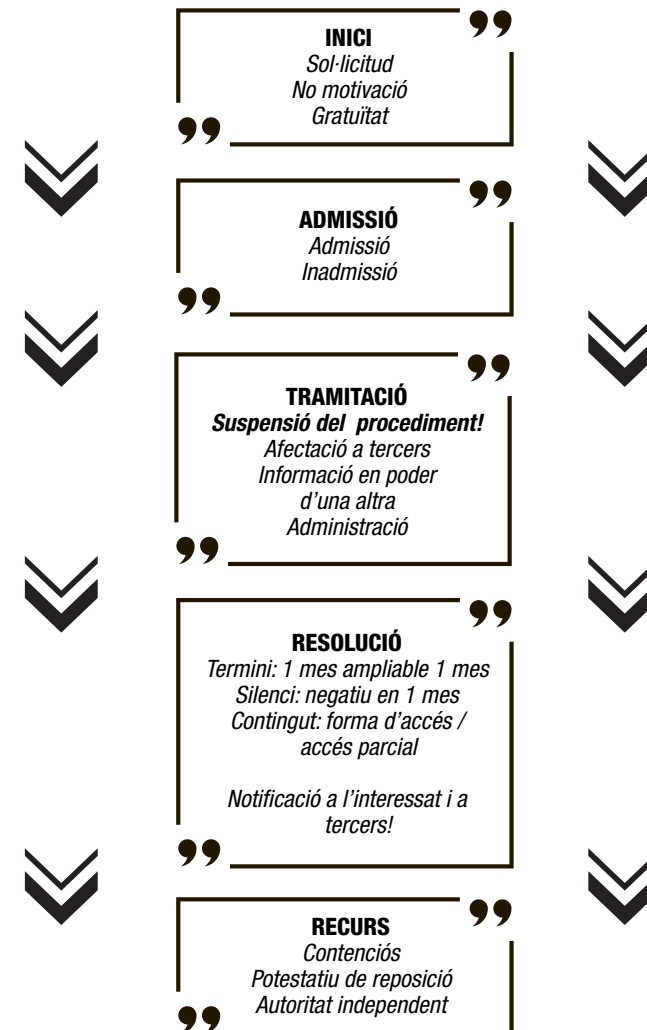 INICI
Sol·licitud
No motivació
Gratuïtat
ADMISSIÓ
Admissió
Inadmissió
TRAMITACIÓ
Suspensió del procediment!
Afectació a tercers
Informació en poder
d’una altra
Administració
RESOLUCIÓ
Termini: 1 mes ampliable 1 mes
Silenci: negatiu en 1 mes
Contingut: forma d’accés /
accés parcial
Notificació a l’interessat i a
tercers!
RECURS
Contenciós
Potestatiu de reposició
Autoritat independent